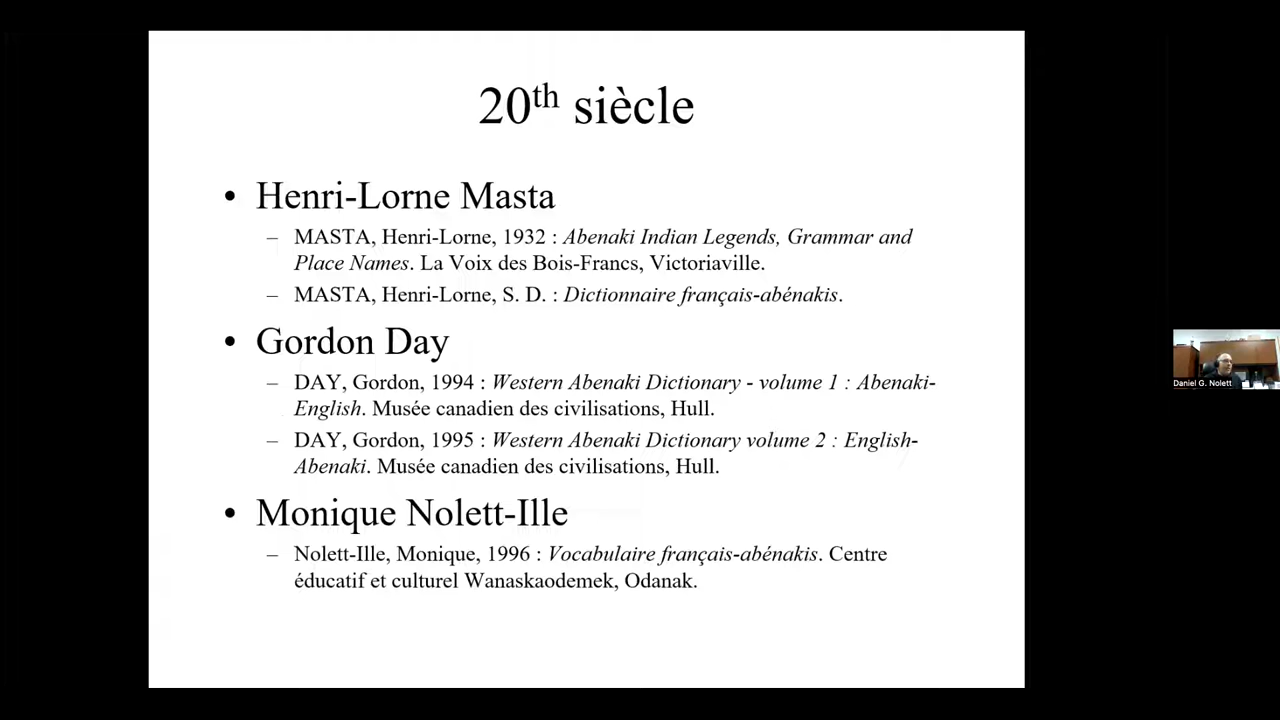 20th siècle
• Henri-Lorne Masta
– MASTA, Henri-Lorne, 1932 : Abenaki Indian Legends, Grammar and
Place Names. La Voix des Bois-Francs, Victoriaville.
– MASTA, Henri-Lorne, S. D. : Dictionnaire français-abénakis.
• Gordon Day
– DAY, Gordon, 1994 : Western Abenaki Dictionary - volume 1 : Abenaki-
English. Musée canadien des civilisations, Hull.
– DAY, Gordon, 1995 : Western Abenaki Dictionary volume 2 : English-
Abenaki. Musée canadien des civilisations, Hull.
• Monique Nolett-Ille
– Nolett-Ille, Monique, 1996 : Vocabulaire français-abénakis. Centre
éducatif et culturel Wanaskaodemek, Odanak.
Daniel G. Nolett